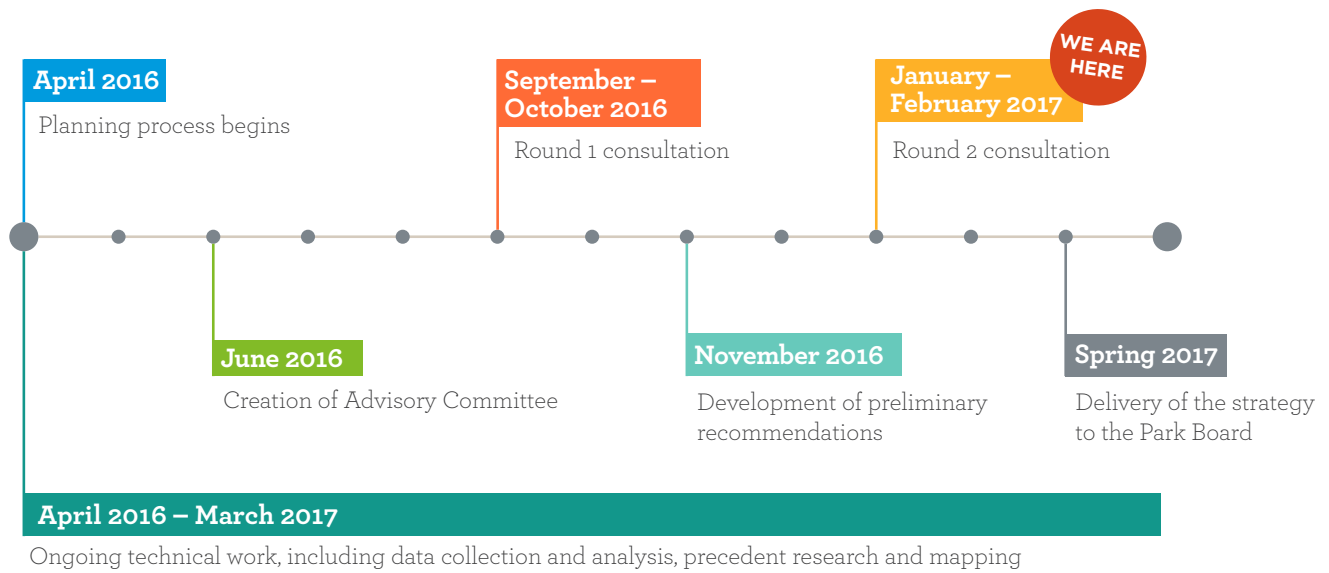 April 2016
Planning process begins
September –
October 2016
Round 1 consultation
January –
February 2017
WE ARE
HERE
Round 2 consultation
June 2016
Creation of Advisory Committee
November 2016
Development of preliminary
recommendations
Spring 2017
Delivery of the strategy
to the Park Board
April 2016 – March 2017
Ongoing technical work, including data collection and analysis, precedent research and mapping